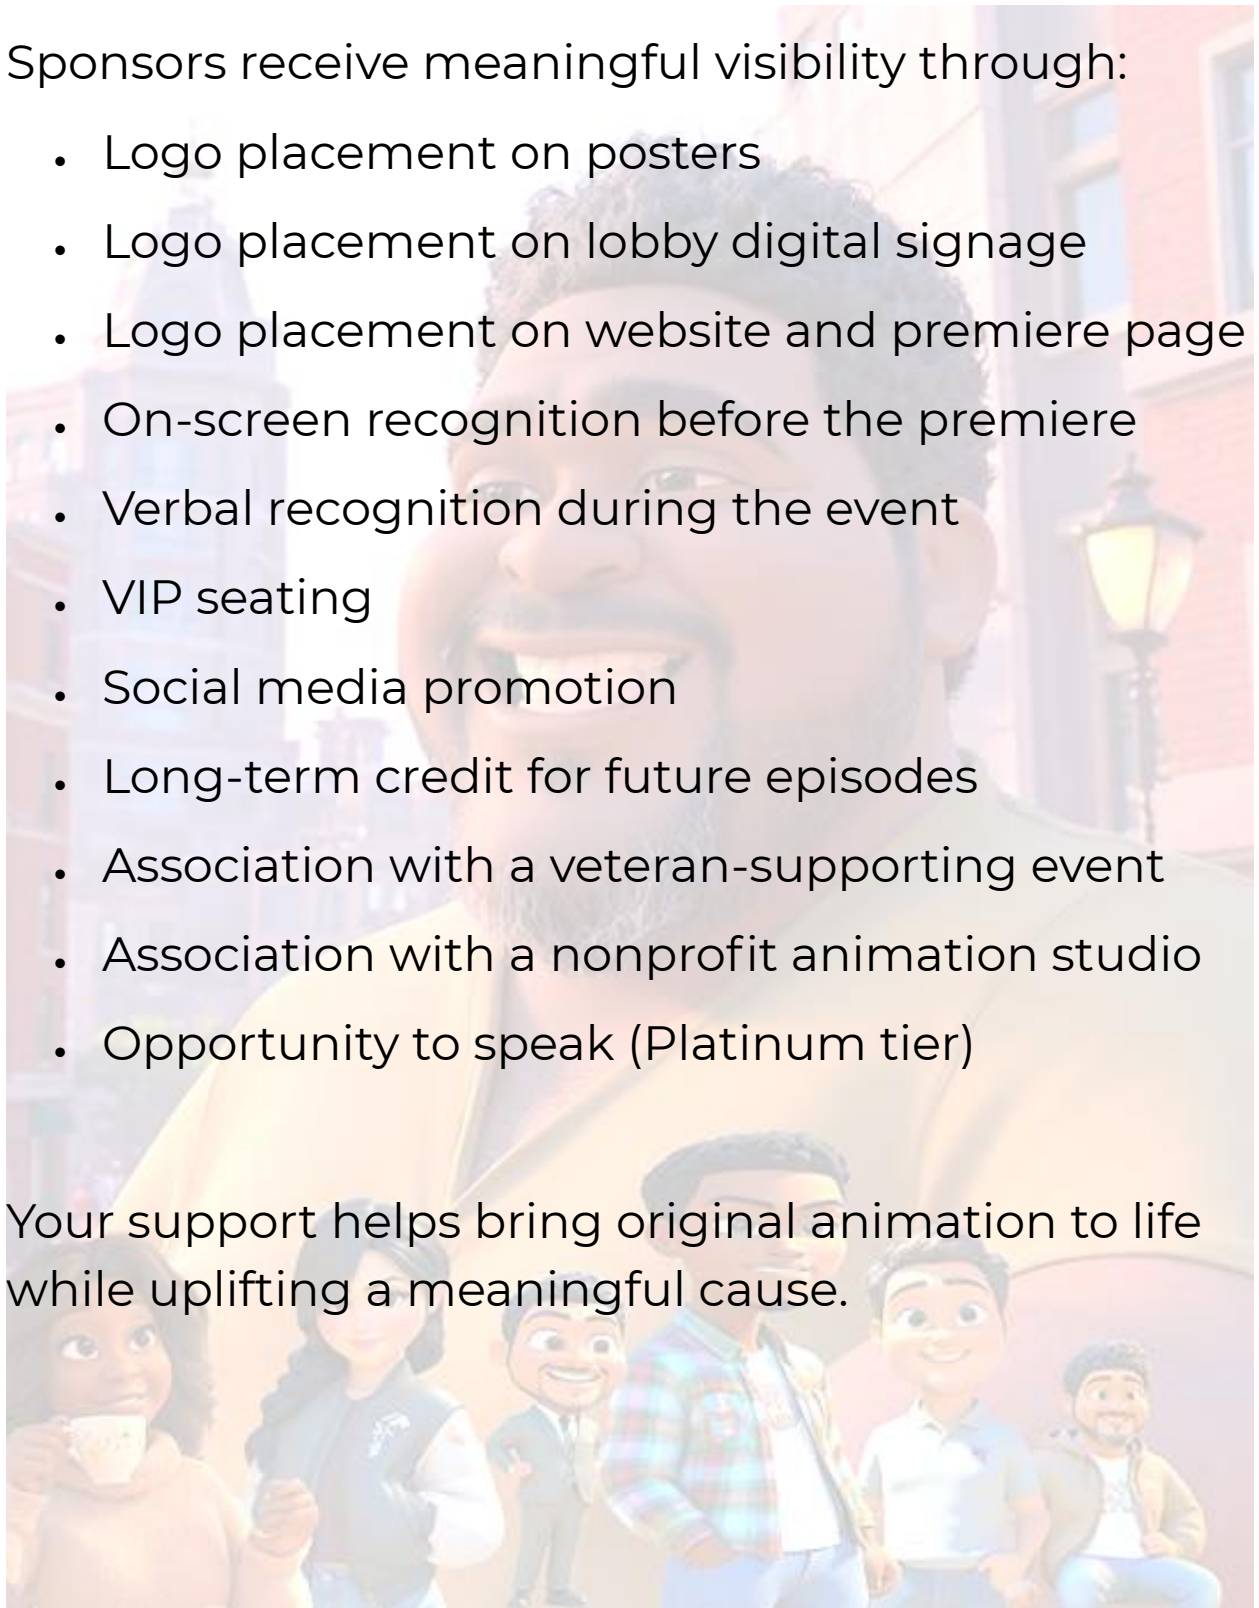 Sponsors receive meaningful visibility through:
• Logo placement on posters
• Logo placement on lobby digital signage
• Logo placement on website and premiere page
• On-screen recognition before the premiere
• Verbal recognition during the event
• VIP seating
• Social media promotion
• Long-term credit for future episodes
• Association with a veteran-supporting event
• Association with a nonprofit animation studio
• Opportunity to speak (Platinum tier)
Your support helps bring original animation to life
while uplifting a meaningful cause.